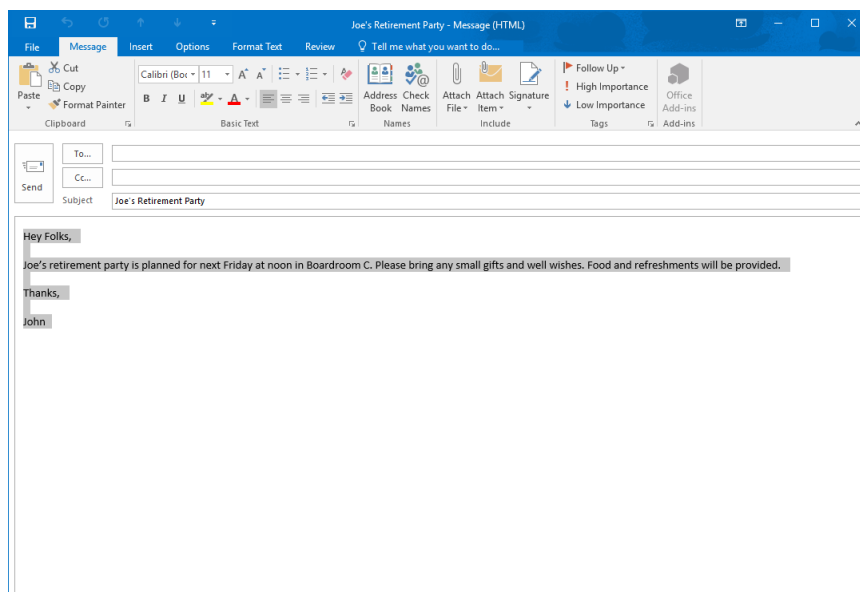 Joe's Retirement Party - Message (HTML)
File Message Insert Options Format Text Review Tell me what you want to do...
Paste
Cut
Copy
Format Painter
Clipboard
Calibri (Boc 11 A A
B I U aby A
Basic Text
Address Book
Check Names
Names
Attach File
Attach Item
Signature
Include
Follow Up
! High Importance
Low Importance
Tags
Office Add-ins
Add-ins
Send
To...
Cc...
Subject Joe's Retirement Party
Hey Folks,
Joe's retirement party is planned for next Friday at noon in Boardroom C. Please bring any small gifts and well wishes. Food and refreshments will be provided.
Thanks,
John